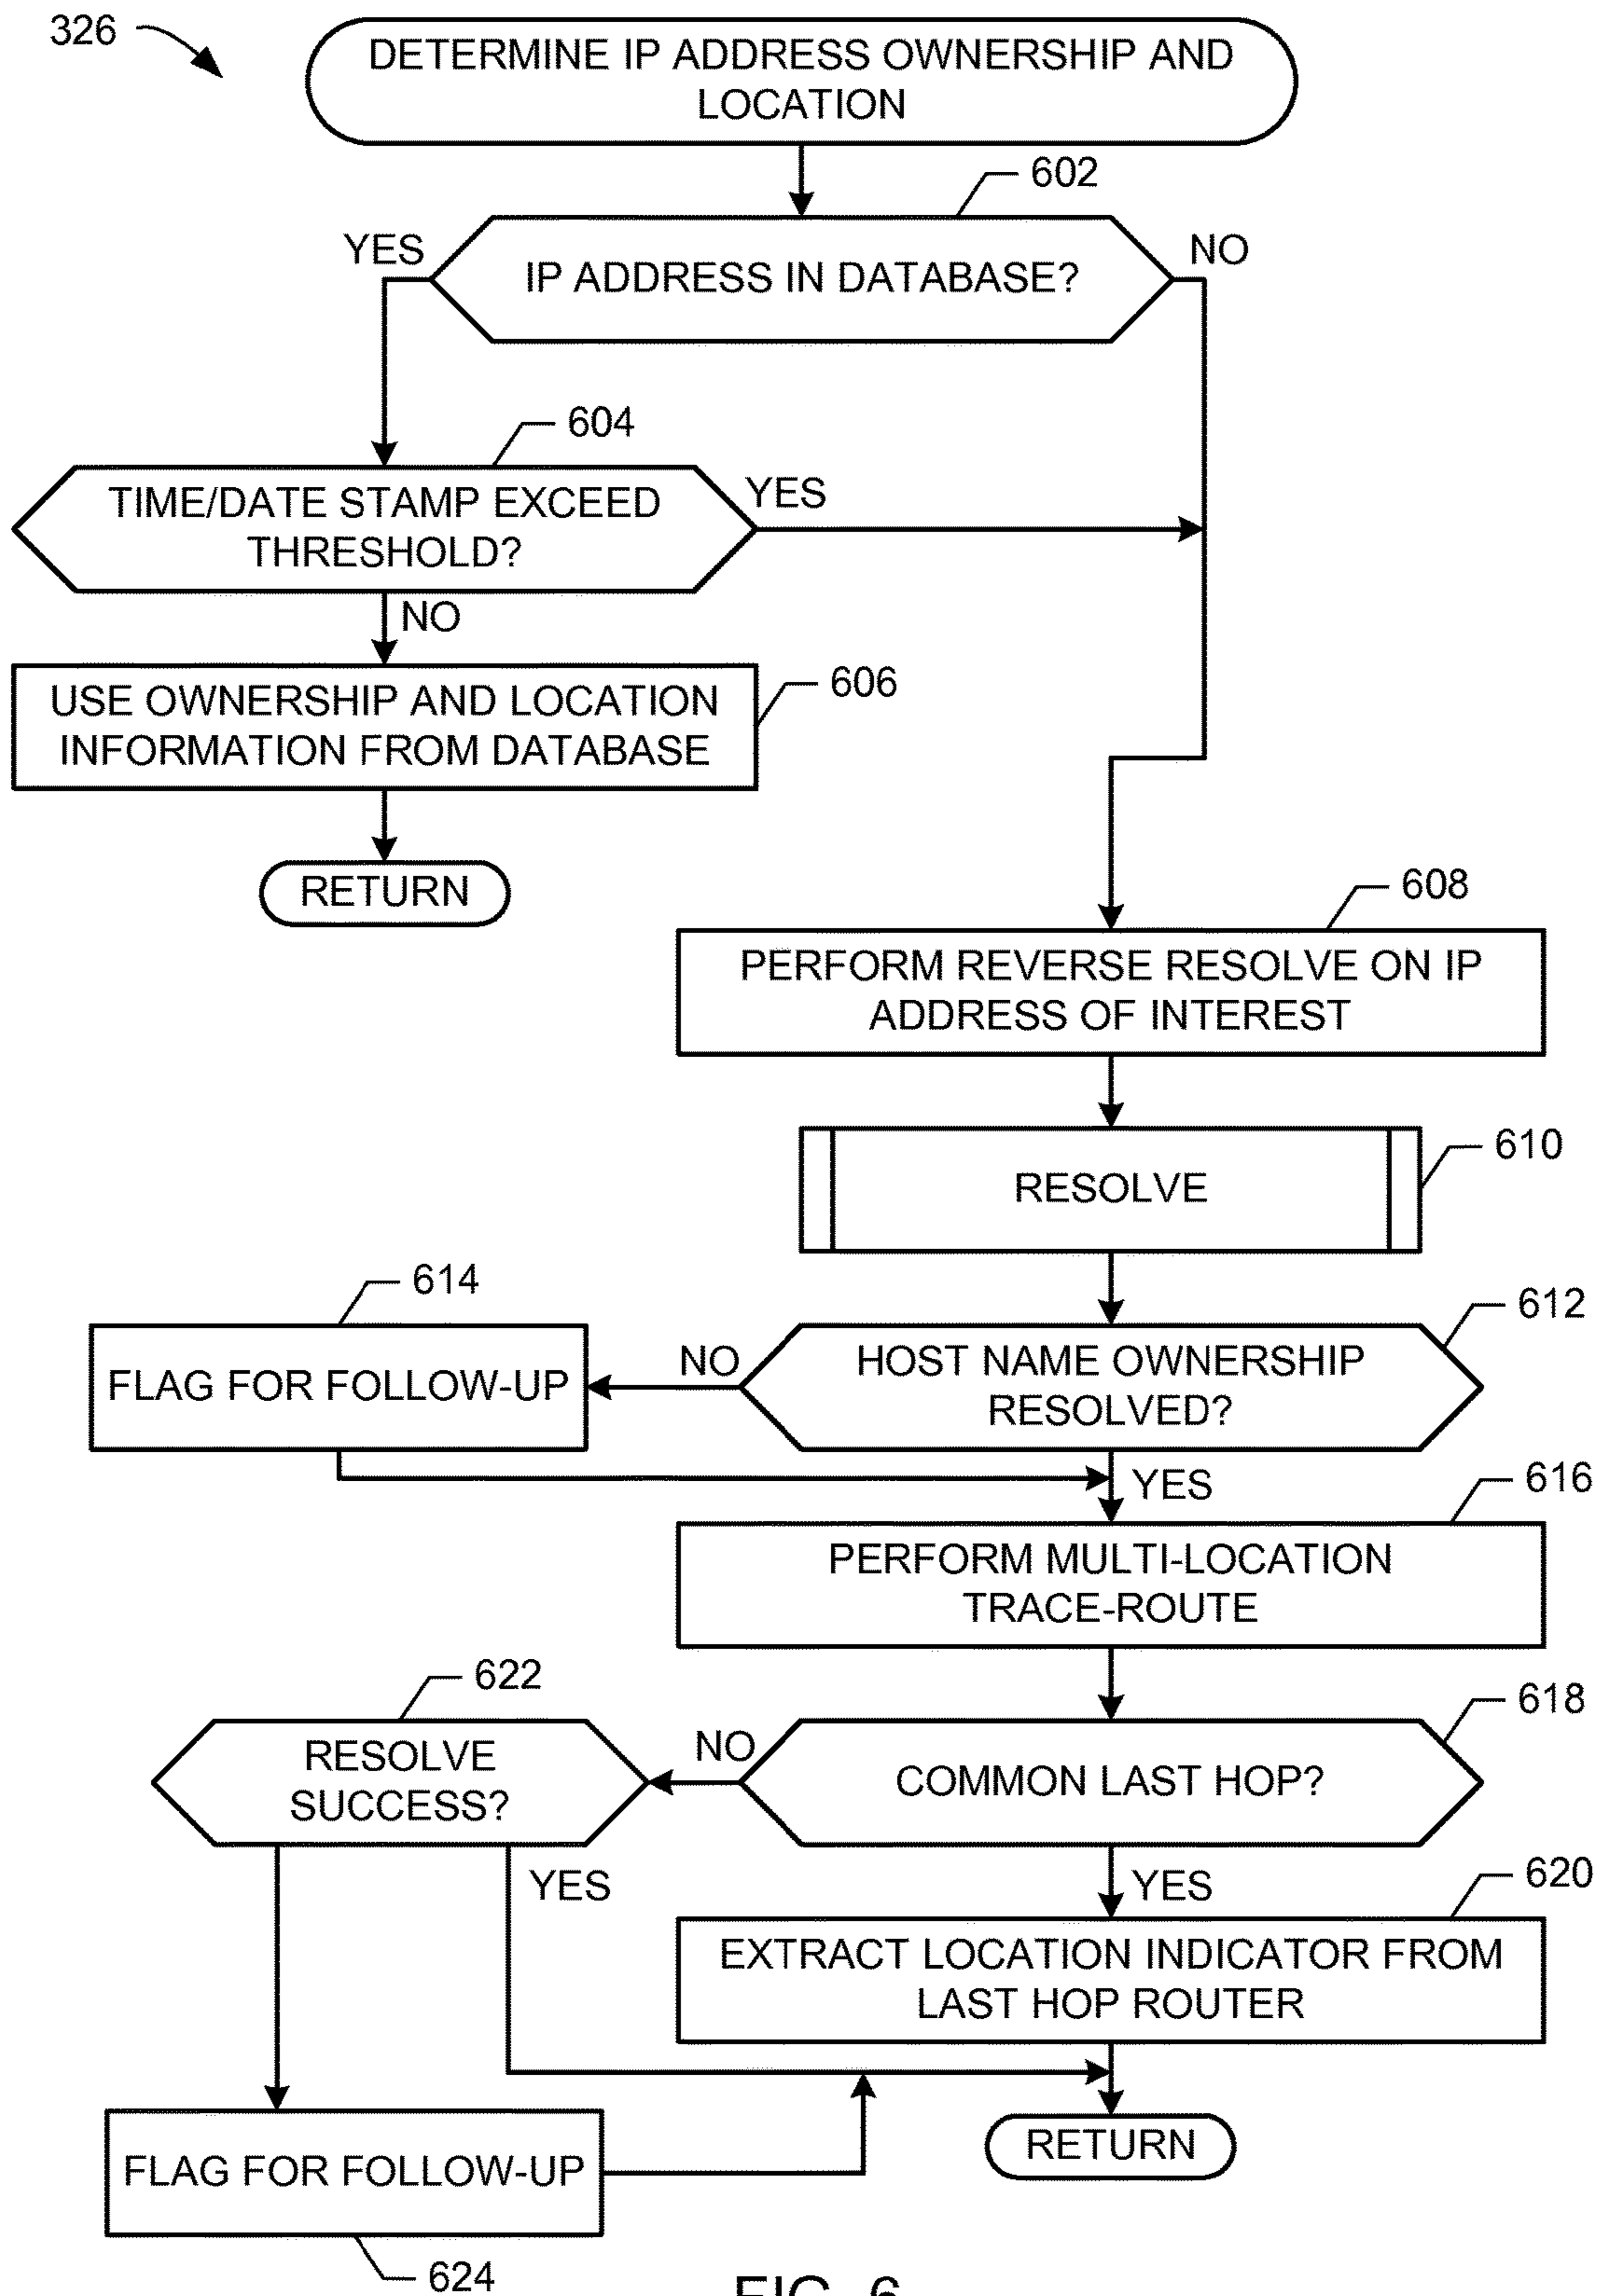 326
DETERMINE IP ADDRESS OWNERSHIP AND
LOCATION
602
YES
NO
IP ADDRESS IN DATABASE?
604
TIME/DATE STAMP EXCEED
THRESHOLD?
YES
NO
USE OWNERSHIP AND LOCATION
INFORMATION FROM DATABASE
606
RETURN
608
PERFORM REVERSE RESOLVE ON IP
ADDRESS OF INTEREST
610
RESOLVE
614
612
FLAG FOR FOLLOW-UP
NO
HOST NAME OWNERSHIP
RESOLVED?
YES
616
PERFORM MULTI-LOCATION
TRACE-ROUTE
622
618
RESOLVE
SUCCESS?
NO
COMMON LAST HOP?
YES
YES
620
EXTRACT LOCATION INDICATOR FROM
LAST HOP ROUTER
FLAG FOR FOLLOW-UP
RETURN
624
FIG. 6